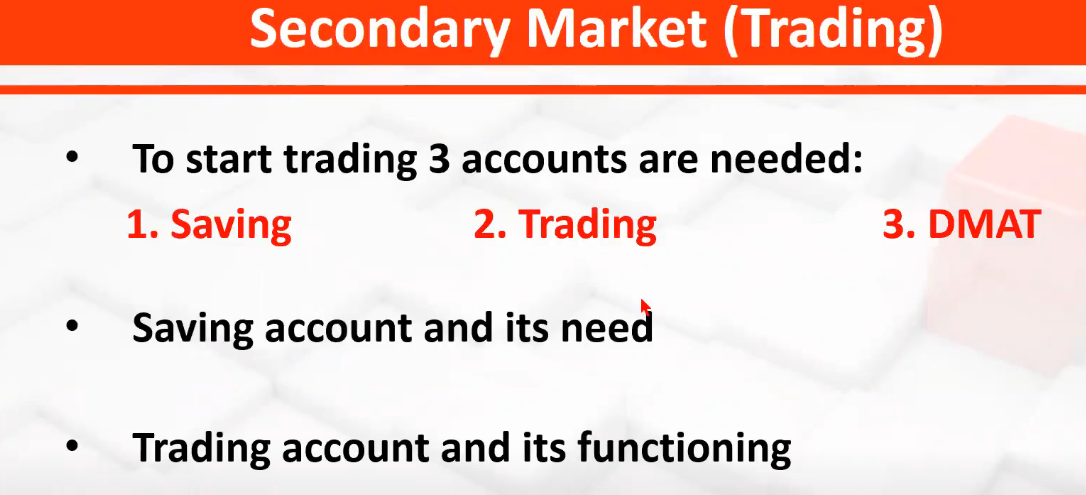 Secondary Market (Trading)
• To start trading 3 accounts are needed:
1. Saving 2. Trading 3. DMAT
• Saving account and its need
• Trading account and its functioning